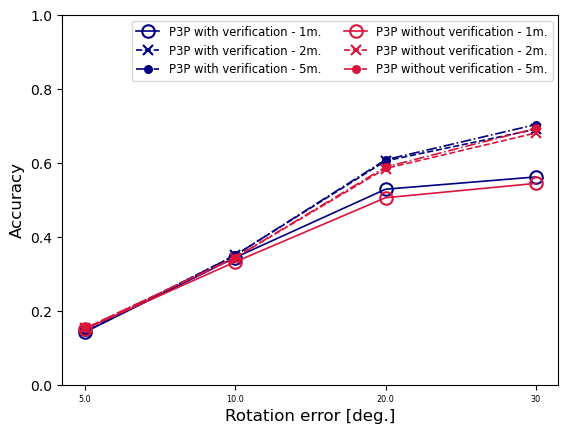 P3P with verification - 1m.
P3P with verification - 2m.
P3P with verification - 5m.
P3P without verification - 1m.
P3P without verification - 2m.
P3P without verification - 5m.
1.0
0.8
0.6
0.4
0.2
0.0
Accuracy
5.0 10.0 20.0 30
Rotation error [deg.]